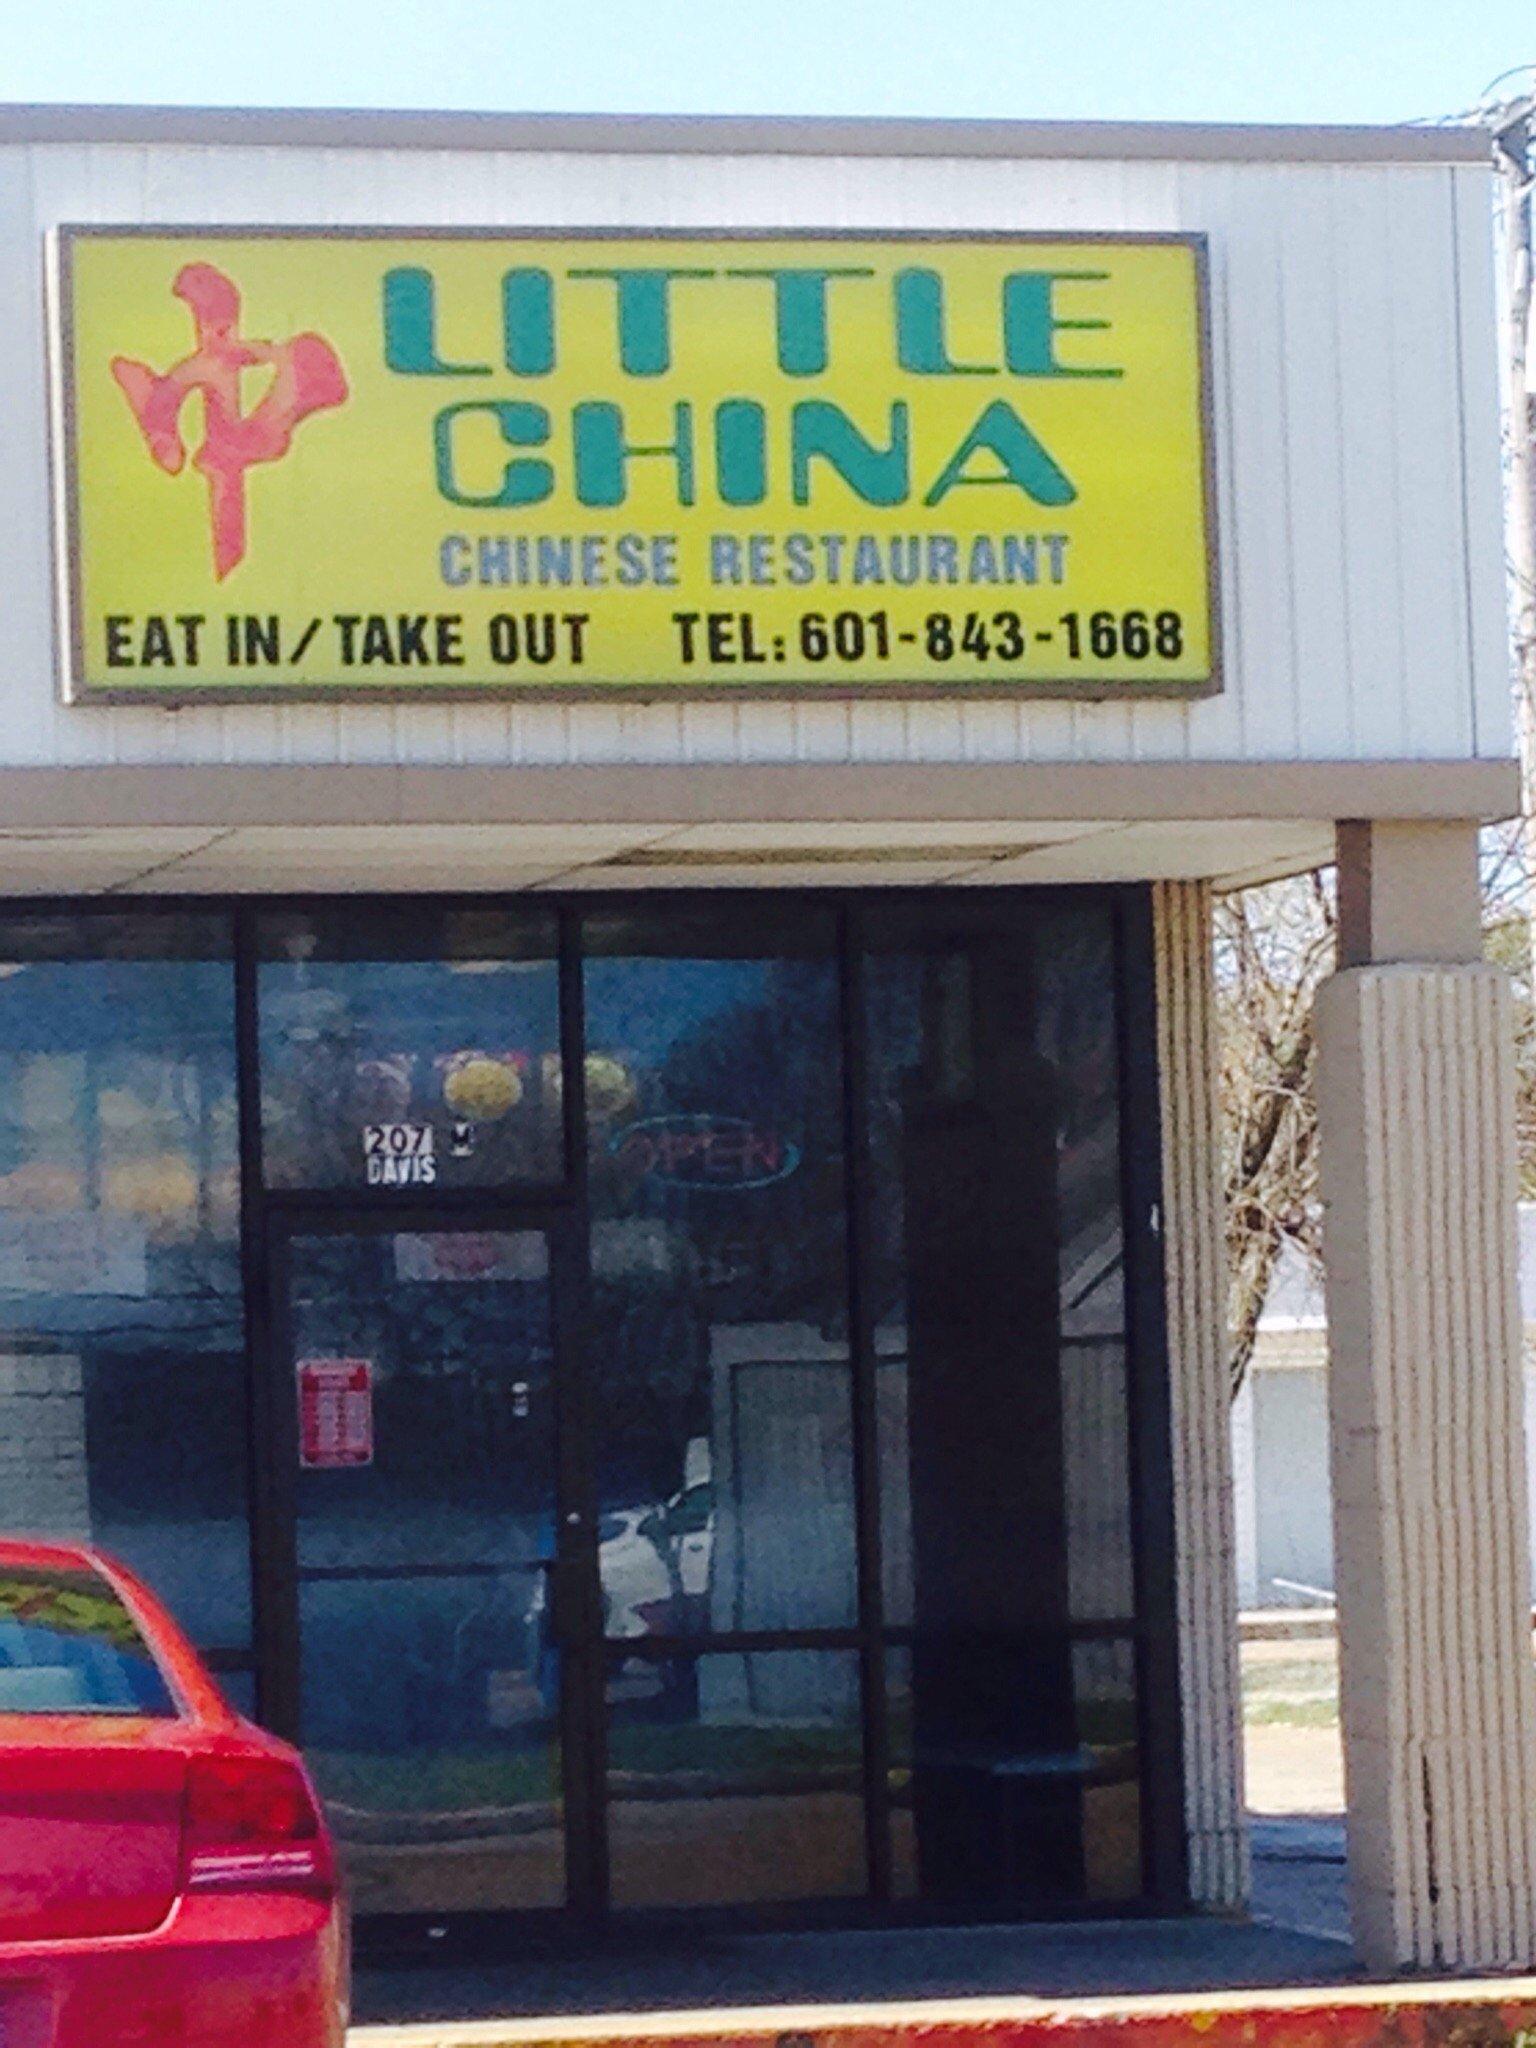 中
LITTLE
CHINA
CHINESE RESTAURANT
EAT IN/TAKE OUT TEL: 601-843-1668
207 M
DAVIS
OPEN